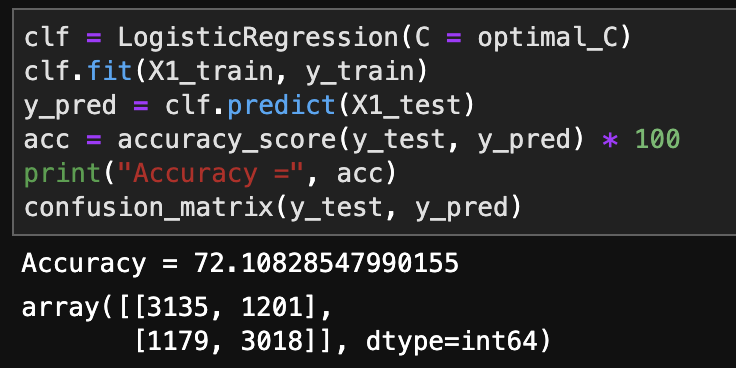 clf = LogisticRegression(C = optimal_C)
clf.fit(X1_train, y_train)
y_pred = clf.predict(X1_test)
acc = accuracy_score(y_test, y_pred) * 100
print("Accuracy =", acc)
confusion_matrix(y_test, y_pred)
Accuracy = 72.10828547990155
array([[3135, 1201],
       [1179, 3018]], dtype=int64)